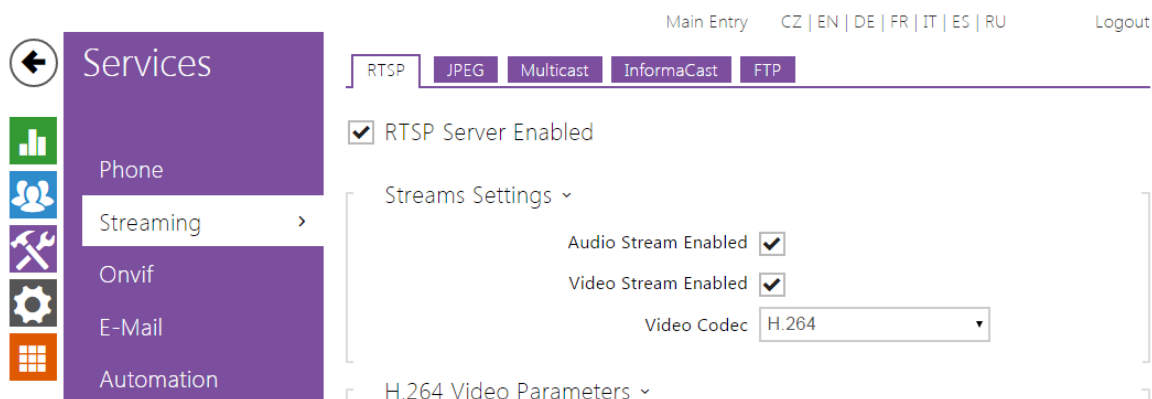 Main Entry CZ | EN | DE | FR | IT | ES | RU Logout
Services
RTSP JPEG Multicast InformaCast FTP
RTSP Server Enabled
Phone
Streams Settings
Streaming
Audio Stream Enabled
Onvif
Video Stream Enabled
E-Mail
Video Codec H.264
Automation
H.264 Video Parameters